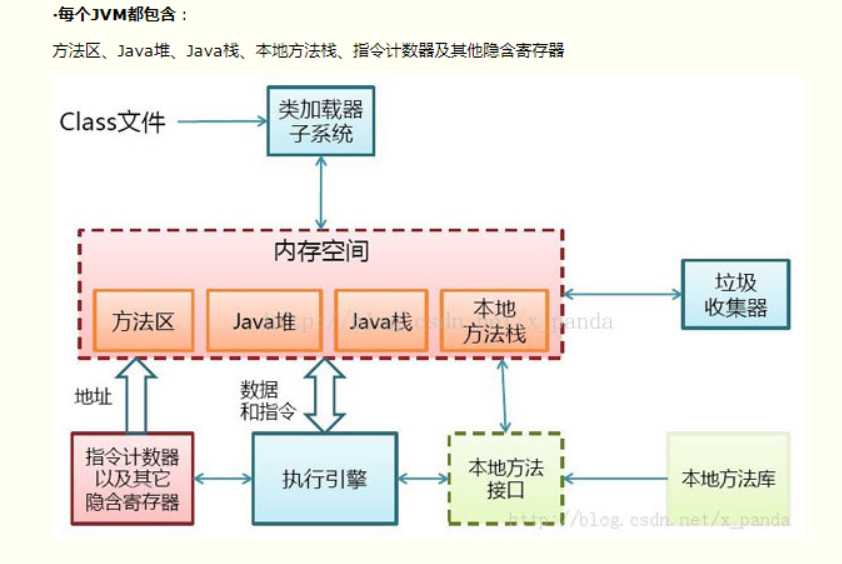 ·每个JVM都包含：
方法区、Java堆、Java栈、本地方法栈、指令计数器及其他隐含寄存器
Class文件
类加载器
子系统
内存空间
方法区
Java堆
Java栈
本地
方法栈
http://blog.csdn.net/x_panda
垃圾
收集器
地址
数据
和指令
指令计数器
以及其它
隐含寄存器
执行引擎
本地方法
接口
本地方法库
http://blog.csdn.net/x_panda